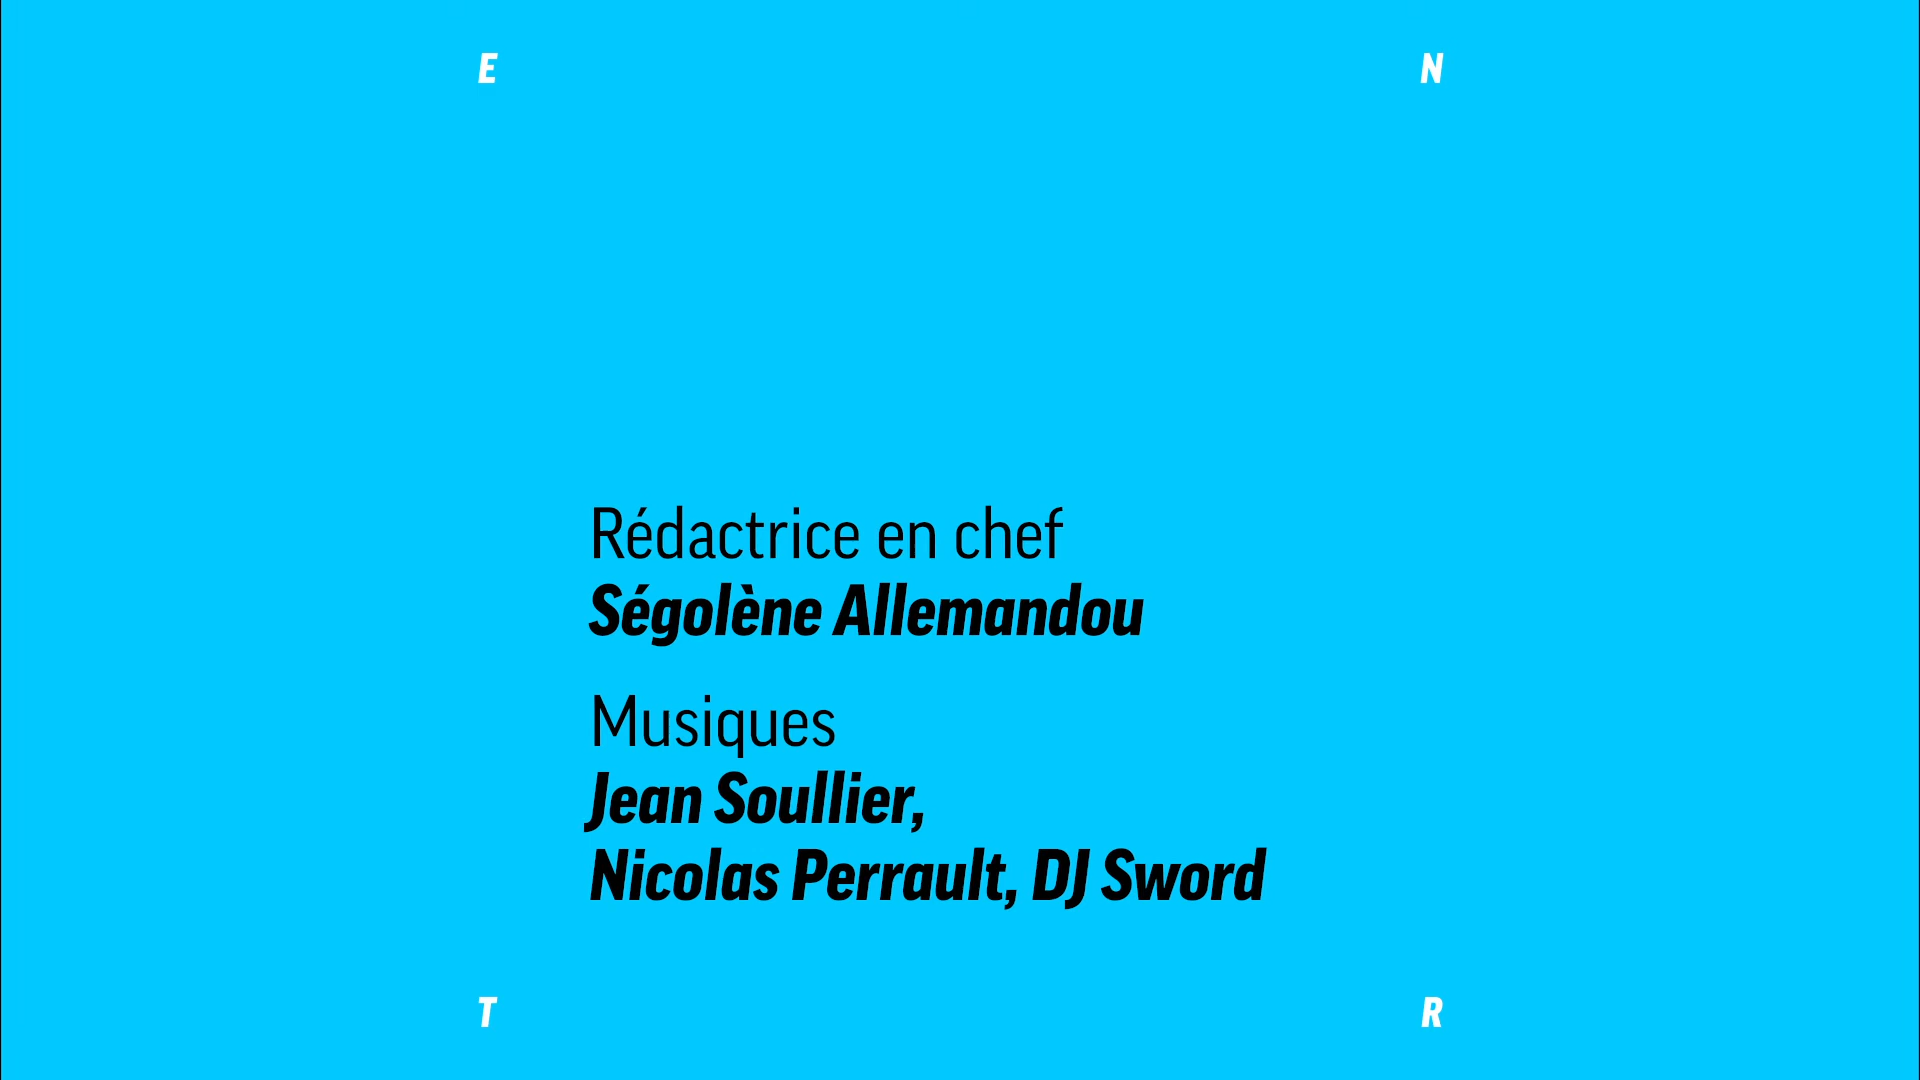 E N
Rédactrice en chef
Ségolène Allemandou
Musiques
Jean Soullier,
Nicolas Perrault, DJ Sword
T R